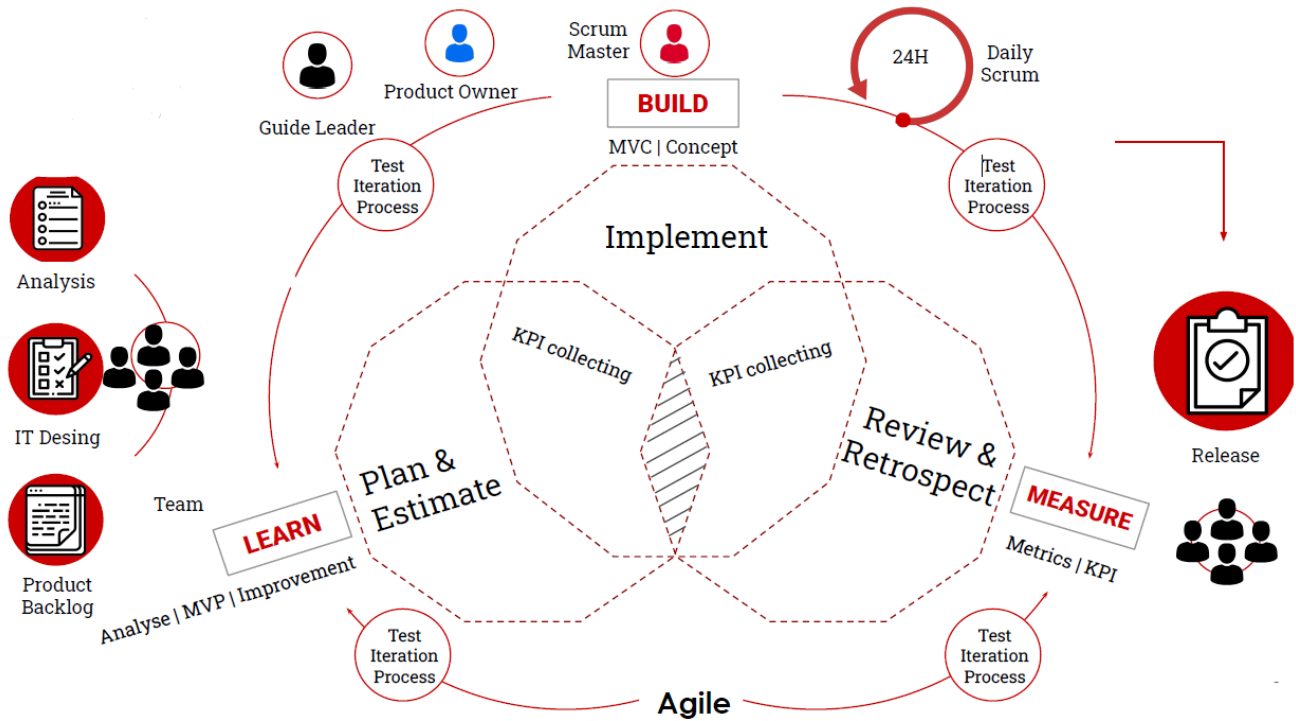 Scrum
Master
24H
Daily
Scrum
Product Owner
BUILD
Guide Leader
MVC | Concept
Test
Iteration
Process
Test
Iteration
Process
Implement
Analysis
KPI collecting
KPI collecting
IT Desing
Plan &
Estimate
Review &
Retrospect
Release
Team
LEARN
MEASURE
Metrics | KPI
Product
Backlog
Analyse | MVP | Improvement
Test
Iteration
Process
Test
Iteration
Process
Agile